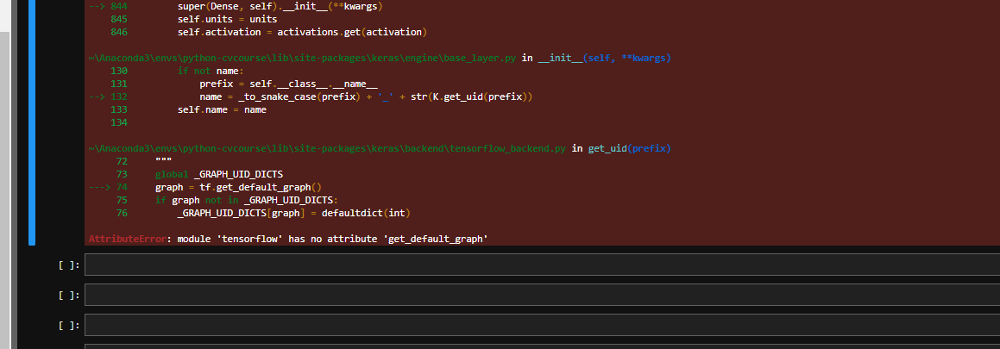 --> 844         super(Dense, self).__init__(**kwargs)
845         self.units = units
846         self.activation = activations.get(activation)
~\Anaconda3\envs\python-cvcourse\lib\site-packages\keras\engine\base_layer.py in __init__(self, **kwargs)
130         if not name:
131             prefix = self.__class__.__name__
--> 132             name = _to_snake_case(prefix) + '_' + str(K.get_uid(prefix))
133         self.name = name
134
~\Anaconda3\envs\python-cvcourse\lib\site-packages\keras\backend\tensorflow_backend.py in get_uid(prefix)
72     """
73     global _GRAPH_UID_DICTS
---> 74     graph = tf.get_default_graph()
75     if graph not in _GRAPH_UID_DICTS:
76         _GRAPH_UID_DICTS[graph] = defaultdict(int)
AttributeError: module 'tensorflow' has no attribute 'get_default_graph'
[ ]:
[ ]:
[ ]: